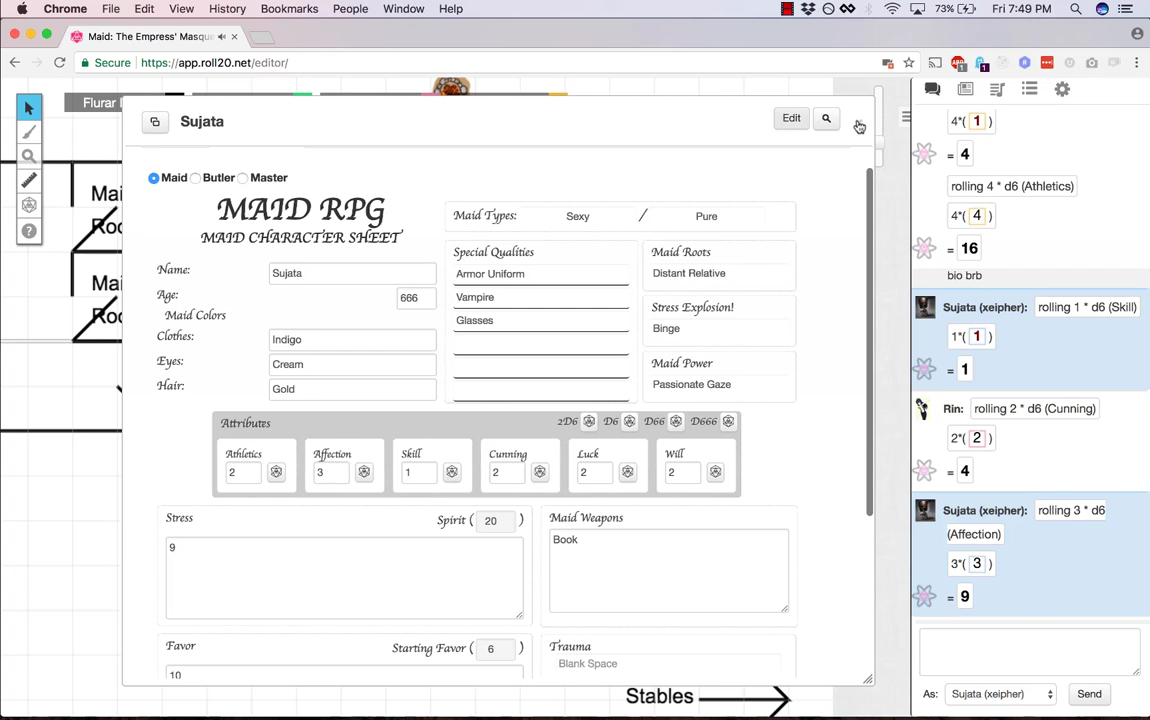 Chrome File Edit View History Bookmarks People Window Help 73% Fri 7:49 PM
Maid: The Empress' Masqu
Secure https://app.roll20.net/editor/
Flurar
Sujata
Edit
Maid Butler Master
MAID RPG
MAID CHARACTER SHEET
Name: Sujata
Age: 666
Maid Colors
Clothes: Indigo
Eyes: Cream
Hair: Gold
Maid Types: Sexy / Pure
Special Qualities
Armor Uniform
Vampire
Glasses
Maid Roots
Distant Relative
Stress Explosion!
Binge
Maid Power
Passionate Gaze
Attributes 2D6 D6 D66 D666
Athletics Affection Skill Cunning Luck Will
2 3 1 2 2 2
Stress Spirit ( 20 )
9
Maid Weapons
Book
Favor Starting Favor ( 6 )
10
Trauma
Blank Space
Mai
Ro
Mai
Ro
Stables
4*( 1 )
= 4
rolling 4 * d6 (Athletics)
4*( 4 )
= 16
bio brb
Sujata (xeipher): rolling 1 * d6 (Skill)
1*( 1 )
= 1
Rin: rolling 2 * d6 (Cunning)
2*( 2 )
= 4
Sujata (xeipher): rolling 3 * d6
(Affection)
3*( 3 )
= 9
As: Sujata (xeipher) Send